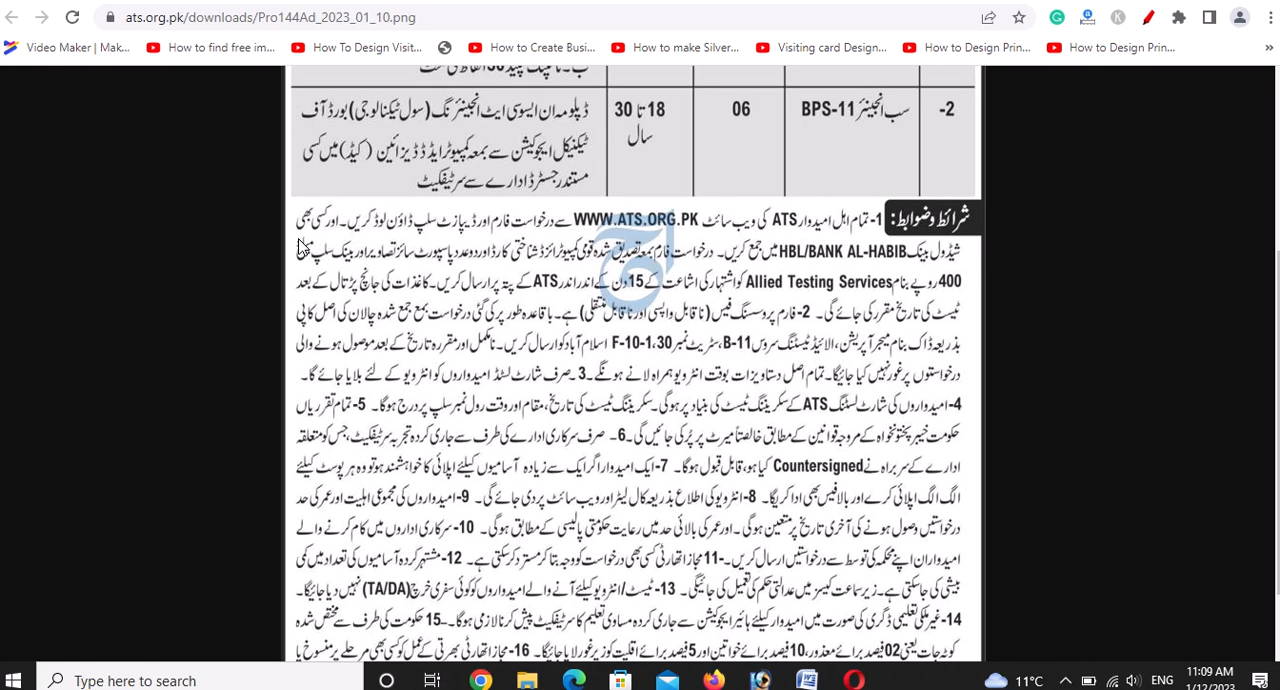 ats.org.pk/downloads/Pro144Ad_2023_01_10.png
Video Maker | Mak...
How to find free im...
How To Design Visit...
How to Create Busi...
How to make Silver...
Visiting card Design...
How to Design Prin...
How to Design Prin...
»
2- سب انجینئر BPS-11 06 18 تا 30 سال
ڈپلومہ ان ایسوسی ایٹ انجینئرنگ (سول ٹیکنالوجی) بورڈ آف
ٹیکنیکل ایجوکیشن سے بمعہ کمپیوٹر ایڈڈ ڈیزائین (کیڈ) میں کسی
مستند رجسٹرڈ ادارے سے سرٹیفکیٹ
شرائط و ضوابط: 1- تمام اہل امیدوار ATS کی ویب سائٹ WWW.ATS.ORG.PK سے درخواست فارم اور ڈیپازٹ سلپ ڈاؤن لوڈ کریں۔ اور کسی بھی
شیڈول بینک HBL/BANK AL-HABIB میں جمع کریں۔ درخواست فارم بمعہ تصدیق شدہ قومی کمپیوٹرائزڈ شناختی کارڈ اور دو عدد پاسپورٹ سائز تصاویر اور بینک سلپ
400 روپے بنام Allied Testing Services کو اشتہار کی اشاعت کے 15 دن کے اندر اندر ATS کے پتہ پر ارسال کریں۔ کاغذات کی جانچ پڑتال کے بعد
ٹیسٹ کی تاریخ مقرر کی جائے گی۔ 2- فارم پروسسنگ فیس (ناقابل واپسی اور ناقابل منتقلی) ہے۔ باقاعدہ طور پر کی گئی درخواست بمع جمع شدہ چالان کی اصل کاپی
بذریعہ ڈاک بنام میجر آپریشن، الائیڈ ٹیسٹنگ سروس B-11، سٹریٹ نمبر 30، F-10-1 اسلام آباد کو ارسال کریں۔ نامکمل اور مقررہ تاریخ کے بعد موصول ہونے والی
درخواستوں پر غور نہیں کیا جائیگا۔ تمام اصل دستاویزات بوقت انٹرویو ہمراہ لانے ہونگے۔ 3- صرف شارٹ لسٹڈ امیدواروں کو انٹرویو کے لئے بلایا جائے گا۔
4- امیدواروں کی شارٹ لسٹنگ ATS کے سکریننگ ٹیسٹ کی بنیاد پر ہوگی۔ سکریننگ ٹیسٹ کی تاریخ، مقام اور وقت رول نمبر سلپ پر درج ہوگا۔ 5- تمام تقرریاں
حکومت خیبر پختونخواہ کے مروجہ قوانین کے مطابق خالصتاً میرٹ پر پُر کی جائیں گی۔ 6- صرف سرکاری ادارے کی طرف سے جاری کردہ تجربہ سرٹیفکیٹ، جس کو متعلقہ
ادارے کے سربراہ نے Countersigned کیا ہو، قابل قبول ہوگا۔ 7- ایک امیدوار اگر ایک سے زیادہ آسامیوں کیلئے اپلائی کا خواہشمند ہو تو وہ ہر پوسٹ کیلئے
الگ الگ اپلائی کرے اور بالا فیس بھی ادا کریگا۔ 8- انٹرویو کی اطلاع بذریعہ کال لیٹر اور ویب سائٹ پر دی جائے گی۔ 9- امیدواروں کی مجموعی اہلیت اور عمر کی حد
درخواستیں وصول ہونے کی آخری تاریخ پر متعین ہوگی۔ اور عمر کی بالائی حد میں رعایت حکومتی پالیسی کے مطابق ہوگی۔ 10- سرکاری اداروں میں کام کرنے والے
امیدواران اپنے محکمہ کی توسط سے درخواستیں ارسال کریں۔ 11- مجاز اتھارٹی کسی بھی درخواست کو وجہ بتا کر مسترد کر سکتی ہے۔ 12- مشتہر کردہ آسامیوں کی تعداد میں کمی
بیشی کی جاسکتی ہے۔ زیر سماعت کیسز میں عدالتی حکم کی تعمیل کی جائیگی۔ 13- ٹیسٹ/انٹرویو کیلئے آنے والے امیدواروں کو کوئی سفری خرچ (TA/DA) نہیں دیا جائیگا۔
14- غیر ملکی تعلیمی ڈگری کی صورت میں امیدوار کیلئے ہائیر ایجوکیشن سے جاری کردہ مساوی تعلیم کا سرٹیفکیٹ پیش کرنا لازمی ہوگا۔ 15- حکومت کی طرف سے مختص شدہ
کوٹہ جات یعنی 02 فیصد برائے معذور، 10 فیصد برائے خواتین اور 5 فیصد برائے اقلیت کو زیر غور لایا جائے گا۔ 16- مجاز اتھارٹی بھرتی کے عمل کو کسی بھی مرحلے پر منسوخ یا
Type here to search
11°C
ENG
11:09 AM
1/12/2023